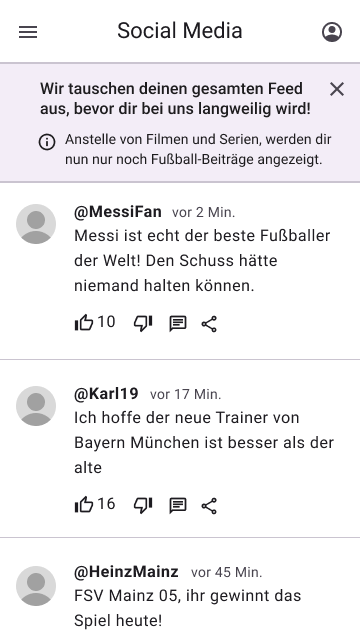 Social Media
Wir tauschen deinen gesamten Feed
aus, bevor dir bei uns langweilig wird!
Anstelle von Filmen und Serien, werden dir
nun nur noch Fußball-Beiträge angezeigt.
@MessiFan vor 2 Min.
Messi ist echt der beste Fußballer
der Welt! Den Schuss hätte
niemand halten können.
10
@Karl19 vor 17 Min.
Ich hoffe der neue Trainer von
Bayern München ist besser als der
alte
16
@HeinzMainz vor 45 Min.
FSV Mainz 05, ihr gewinnt das
Spiel heute!